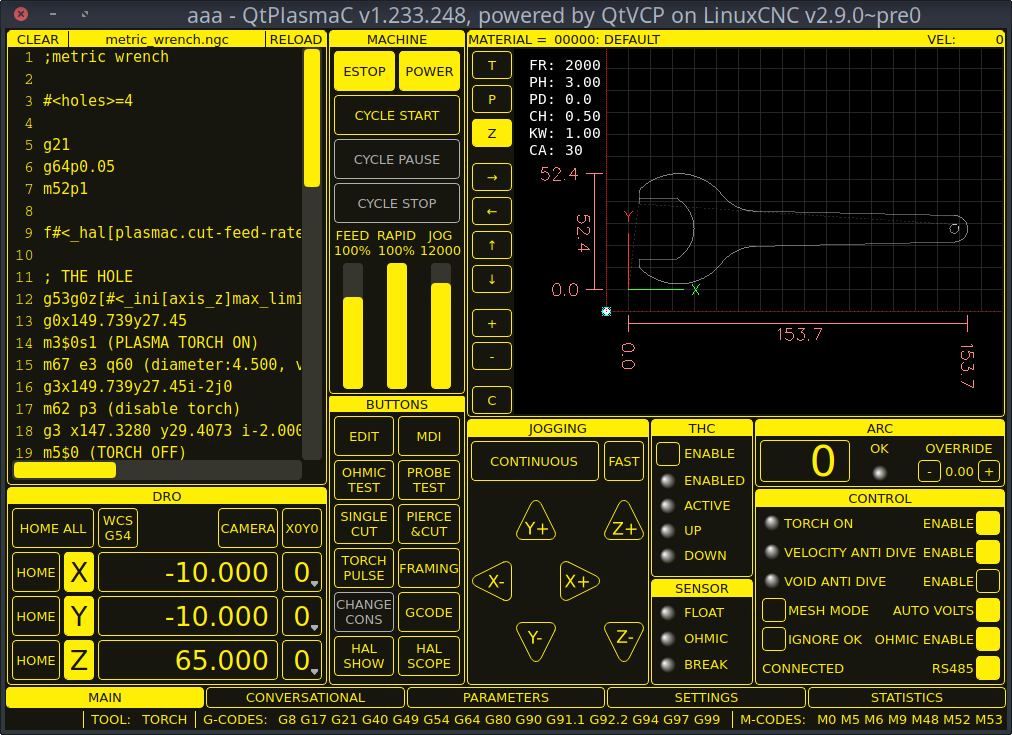 aaa - QtPlasmaC v1.233.248, powered by QtVCP on LinuxCNC v2.9.0~pre0
CLEAR metric_wrench.ngc RELOAD
1 ;metric wrench
2
3 #<holes>=4
4
5 g21
6 g64p0.05
7 m52p1
8
9 f#<_hal[plasmac.cut-feed-rate
10
11 ; THE HOLE
12 g53g0z[#<_ini[axis_z]max_limi
13 g0x149.739y27.45
14 m3$0s1 (PLASMA TORCH ON)
15 m67 e3 q60 (diameter:4.500, v
16 g3x149.739y27.45i-2j0
17 m62 p3 (disable torch)
18 g3 x147.3280 y29.4073 i-2.000
19 m5$0 (TORCH OFF)
DRO
HOME ALL
WCS
G54
CAMERA
X0Y0
HOME X -10.000 0
HOME Y -10.000 0
HOME Z 65.000 0
MACHINE
ESTOP POWER
CYCLE START
CYCLE PAUSE
CYCLE STOP
FEED RAPID JOG
100% 100% 12000
BUTTONS
EDIT MDI
OHMIC
TEST
PROBE
TEST
SINGLE
CUT
PIERCE
&CUT
TORCH
PULSE
FRAMING
CHANGE
CONS
GCODE
HAL
SHOW
HAL
SCOPE
MATERIAL = 00000: DEFAULT VEL: 0
T
P
Z
→
←
↑
↓
+
-
C
FR: 2000
PH: 3.00
PD: 0.0
CH: 0.50
KW: 1.00
CA: 30
52.4
52.4
0.0
Y
X
153.7
0.0
153.7
JOGGING
CONTINUOUS FAST
Y+ Z+
X- X+
Y- Z-
THC
ENABLE
ENABLED
ACTIVE
UP
DOWN
SENSOR
FLOAT
OHMIC
BREAK
ARC
0 OK OVERRIDE
- 0.00 +
CONTROL
TORCH ON ENABLE
VELOCITY ANTI DIVE ENABLE
VOID ANTI DIVE ENABLE
MESH MODE AUTO VOLTS
IGNORE OK OHMIC ENABLE
CONNECTED RS485
MAIN CONVERSATIONAL PARAMETERS SETTINGS STATISTICS
TOOL: TORCH G-CODES: G8 G17 G21 G40 G49 G54 G64 G80 G90 G91.1 G92.2 G94 G97 G99 M-CODES: M0 M5 M6 M9 M48 M52 M53